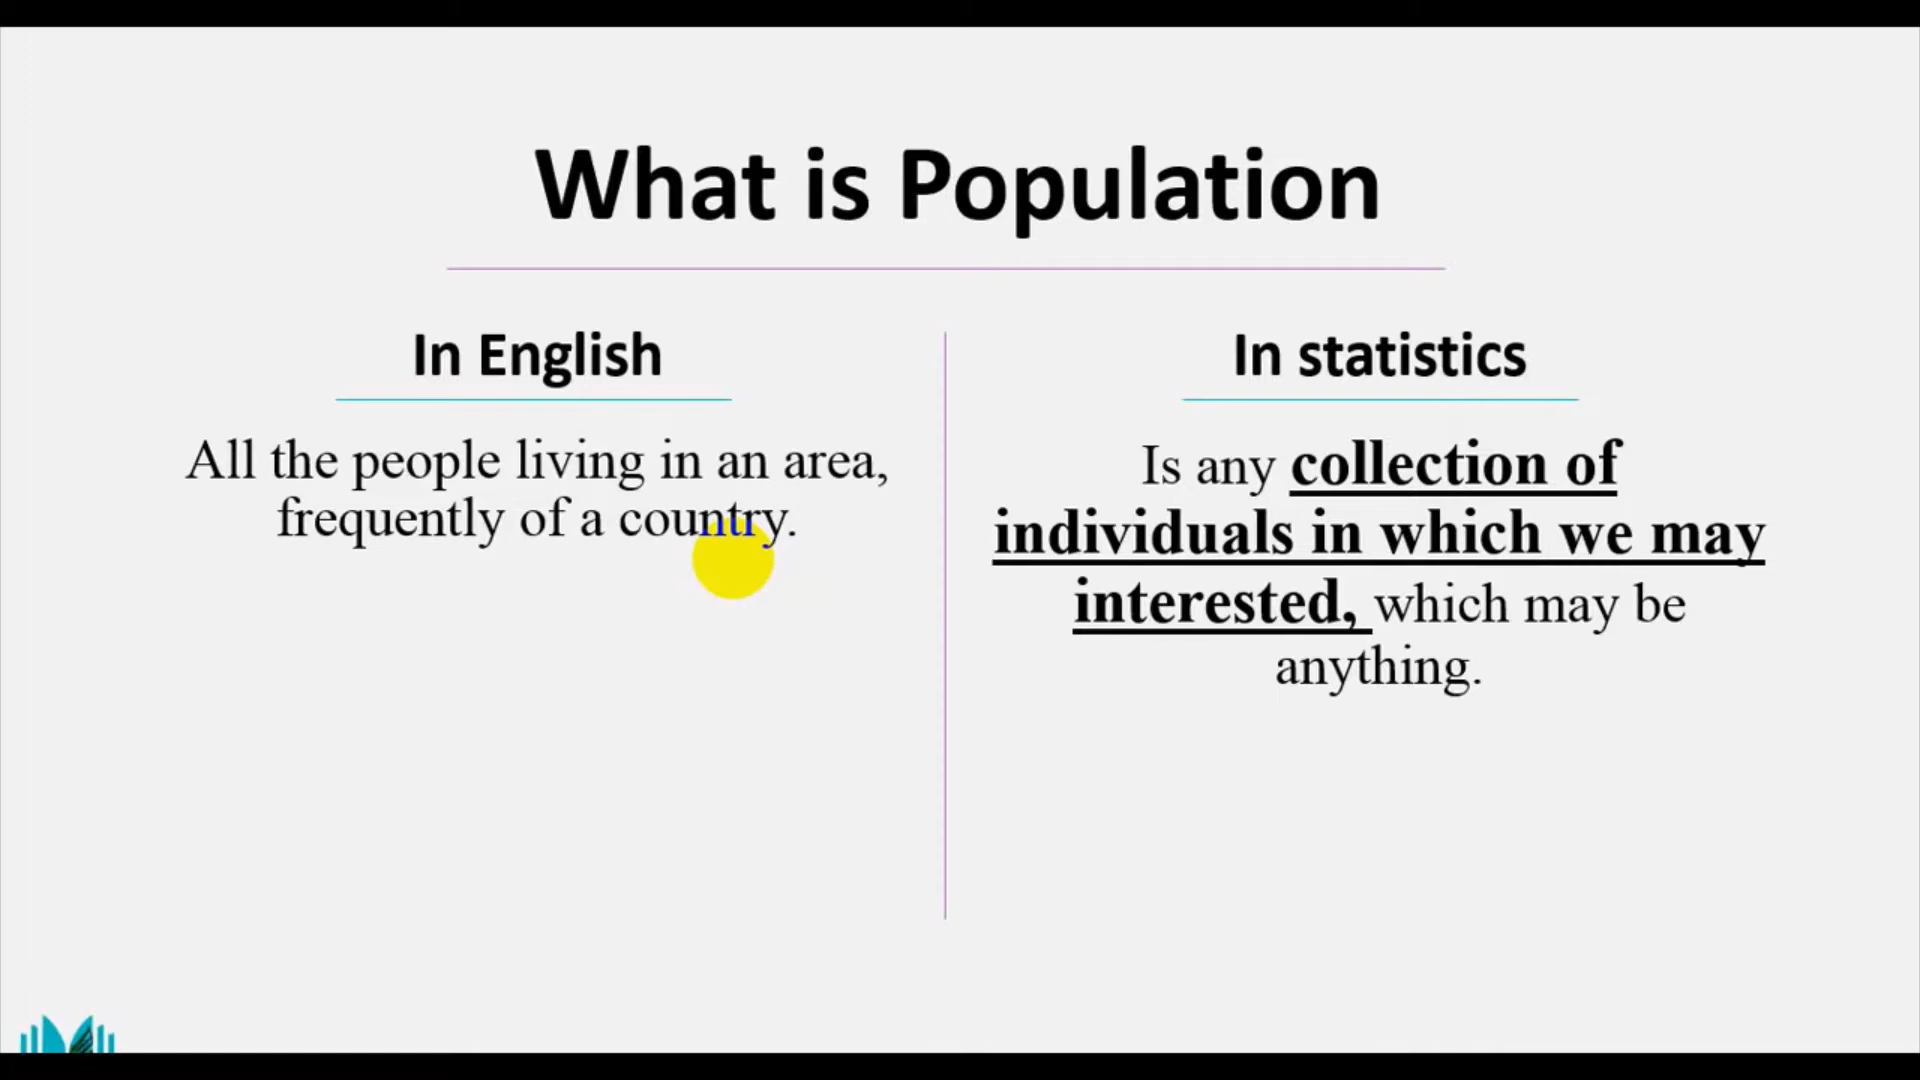 What is Population
In English
All the people living in an area,
frequently of a country.
In statistics
Is any collection of
individuals in which we may
interested, which may be
anything.